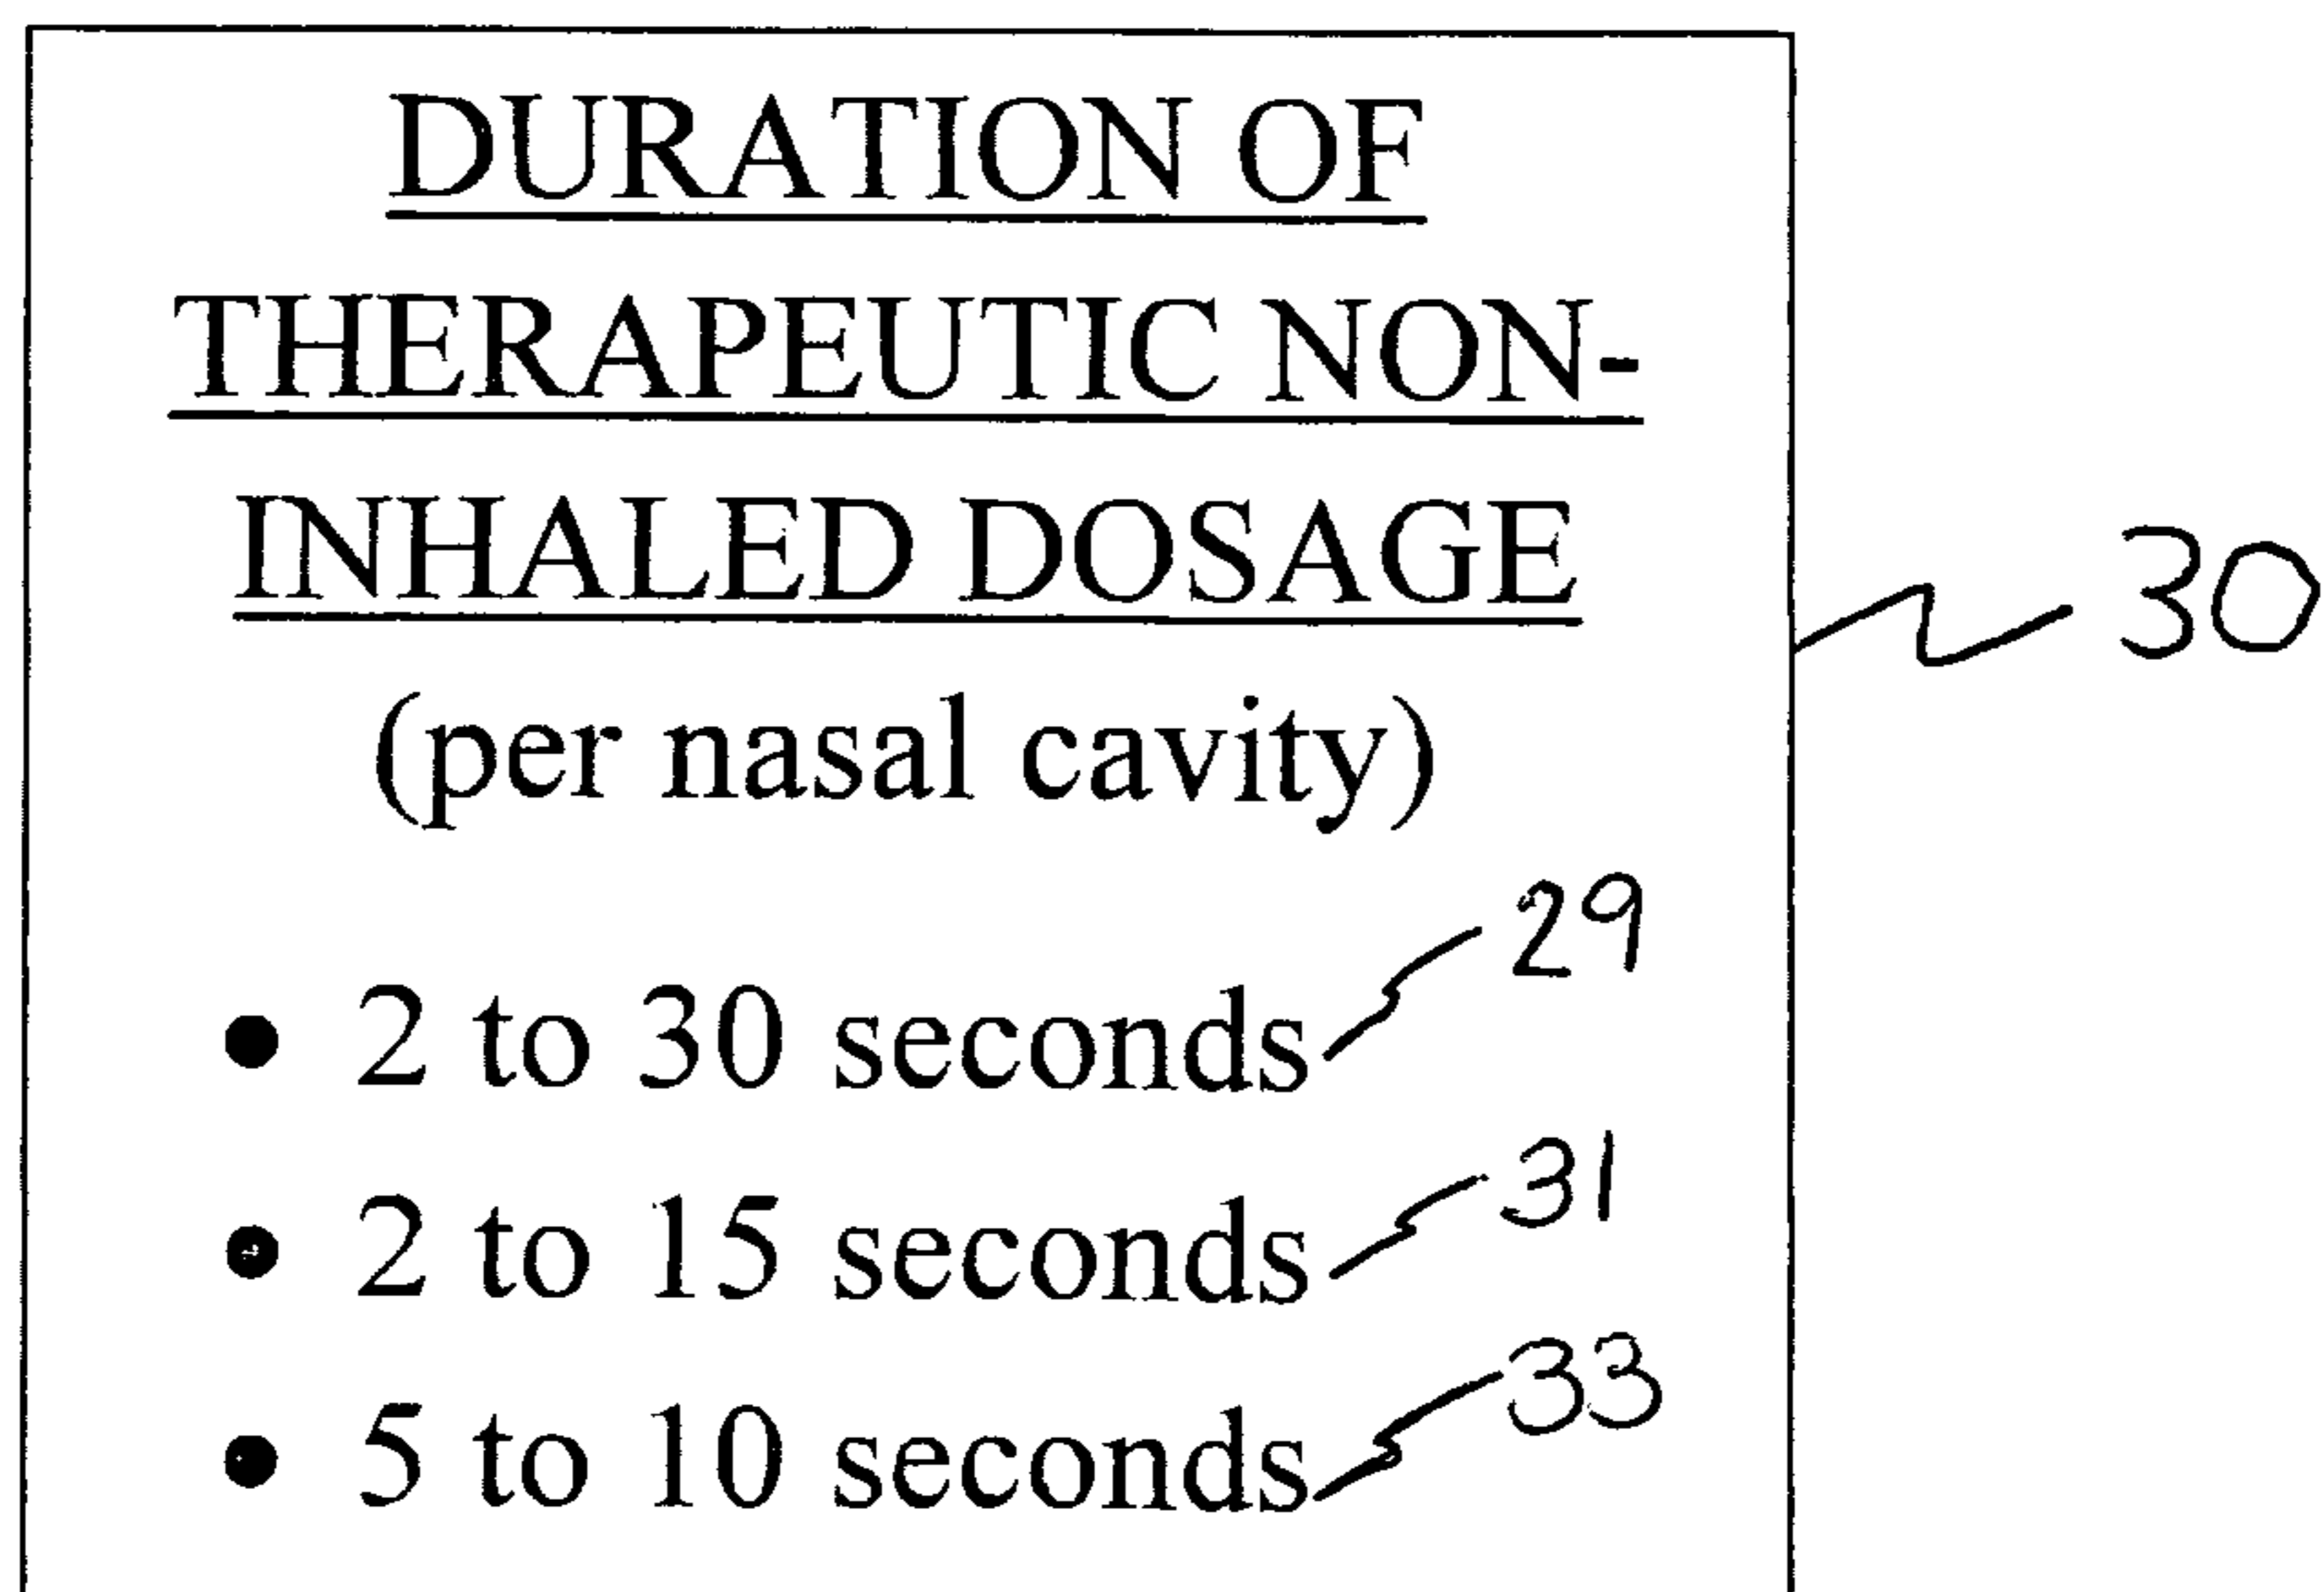 DURATION OF
THERAPEUTIC NON-
INHALED DOSAGE
30
(per nasal cavity)
29
• 2 to 30 seconds
31
• 2 to 15 seconds
33
• 5 to 10 seconds